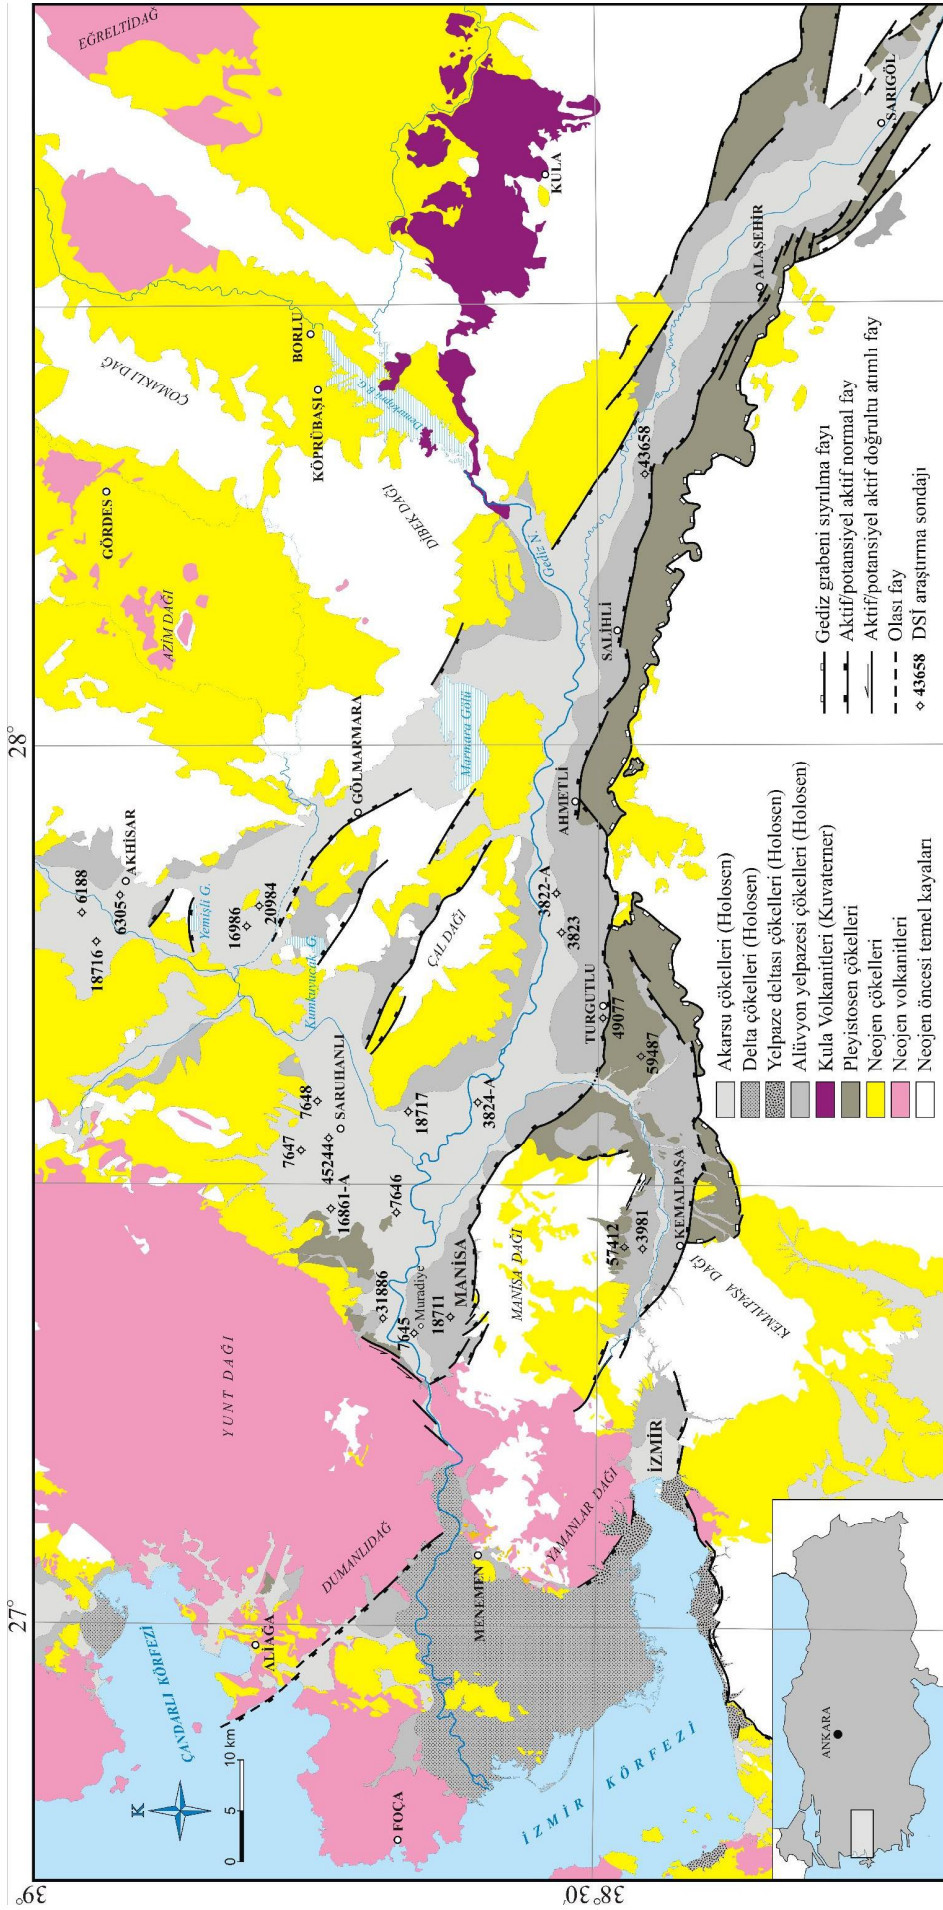 39°
38° 30'
27°
28°
EĞRELTİDAĞ
KULA
SARIGÖL
BORLU
KÖPRÜBAŞI
Demirköprü B.G.
ALAŞEHİR
ÇOMAKLI DAĞ
GÖRDES
DİBEK DAĞI
43658
AZIM DAĞI
Gediz N.
SALİHLİ
GÖLMARMARA
Marmara Gölü
AHMETLİ
6188
AKHİSAR
6305
18716
Yemişli G.
16986
20984
Kumkuyucak G.
ÇAL DAĞI
3822-A
3823
TURGUTLU
49077
59487
7648
SARUHANLI
7647
45244
16861-A
18717
3824-A
7646
31886
7645
Muradiye
18711
MANİSA
MANİSA DAĞI
57412
3981
KEMALPAŞA
KEMALPAŞA DAĞI
YUNT DAĞI
İZMİR
YAMANLAR DAĞI
DUMANLIDAĞ
MENEMEN
ALİAĞA
ÇANDARLI KÖRFEZİ
FOÇA
İZMİR KÖRFEZİ
K
0 5 10 km
ANKARA
Akarsu çökelleri (Holosen)
Delta çökelleri (Holosen)
Yelpaze deltası çökelleri (Holosen)
Alüvyon yelpazesi çökelleri (Holosen)
Kula Volkanitleri (Kuvaterner)
Pleyistosen çökelleri
Neojen çökelleri
Neojen volkanitleri
Neojen öncesi temel kayaları
Gediz grabeni sıyrılma fayı
Aktif/potansiyel aktif normal fay
Aktif/potansiyel aktif doğrultu atımlı fay
Olası fay
43658 DSİ araştırma sondajı